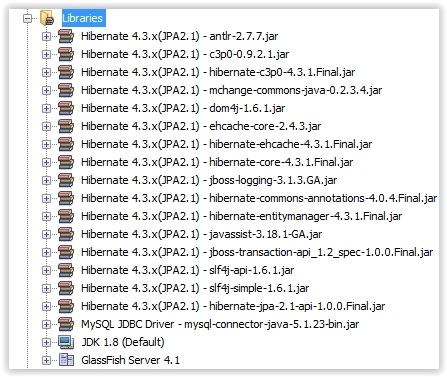 Libraries
Hibernate 4.3.x(JPA2.1) - antlr-2.7.7.jar
Hibernate 4.3.x(JPA2.1) - c3p0-0.9.2.1.jar
Hibernate 4.3.x(JPA2.1) - hibernate-c3p0-4.3.1.Final.jar
Hibernate 4.3.x(JPA2.1) - mchange-commons-java-0.2.3.4.jar
Hibernate 4.3.x(JPA2.1) - dom4j-1.6.1.jar
Hibernate 4.3.x(JPA2.1) - ehcache-core-2.4.3.jar
Hibernate 4.3.x(JPA2.1) - hibernate-ehcache-4.3.1.Final.jar
Hibernate 4.3.x(JPA2.1) - hibernate-core-4.3.1.Final.jar
Hibernate 4.3.x(JPA2.1) - jboss-logging-3.1.3.GA.jar
Hibernate 4.3.x(JPA2.1) - hibernate-commons-annotations-4.0.4.Final.jar
Hibernate 4.3.x(JPA2.1) - hibernate-entitymanager-4.3.1.Final.jar
Hibernate 4.3.x(JPA2.1) - javassist-3.18.1-GA.jar
Hibernate 4.3.x(JPA2.1) - jboss-transaction-api_1.2_spec-1.0.0.Final.jar
Hibernate 4.3.x(JPA2.1) - slf4j-api-1.6.1.jar
Hibernate 4.3.x(JPA2.1) - slf4j-simple-1.6.1.jar
Hibernate 4.3.x(JPA2.1) - hibernate-jpa-2.1-api-1.0.0.Final.jar
MySQL JDBC Driver - mysql-connector-java-5.1.23-bin.jar
JDK 1.8 (Default)
GlassFish Server 4.1